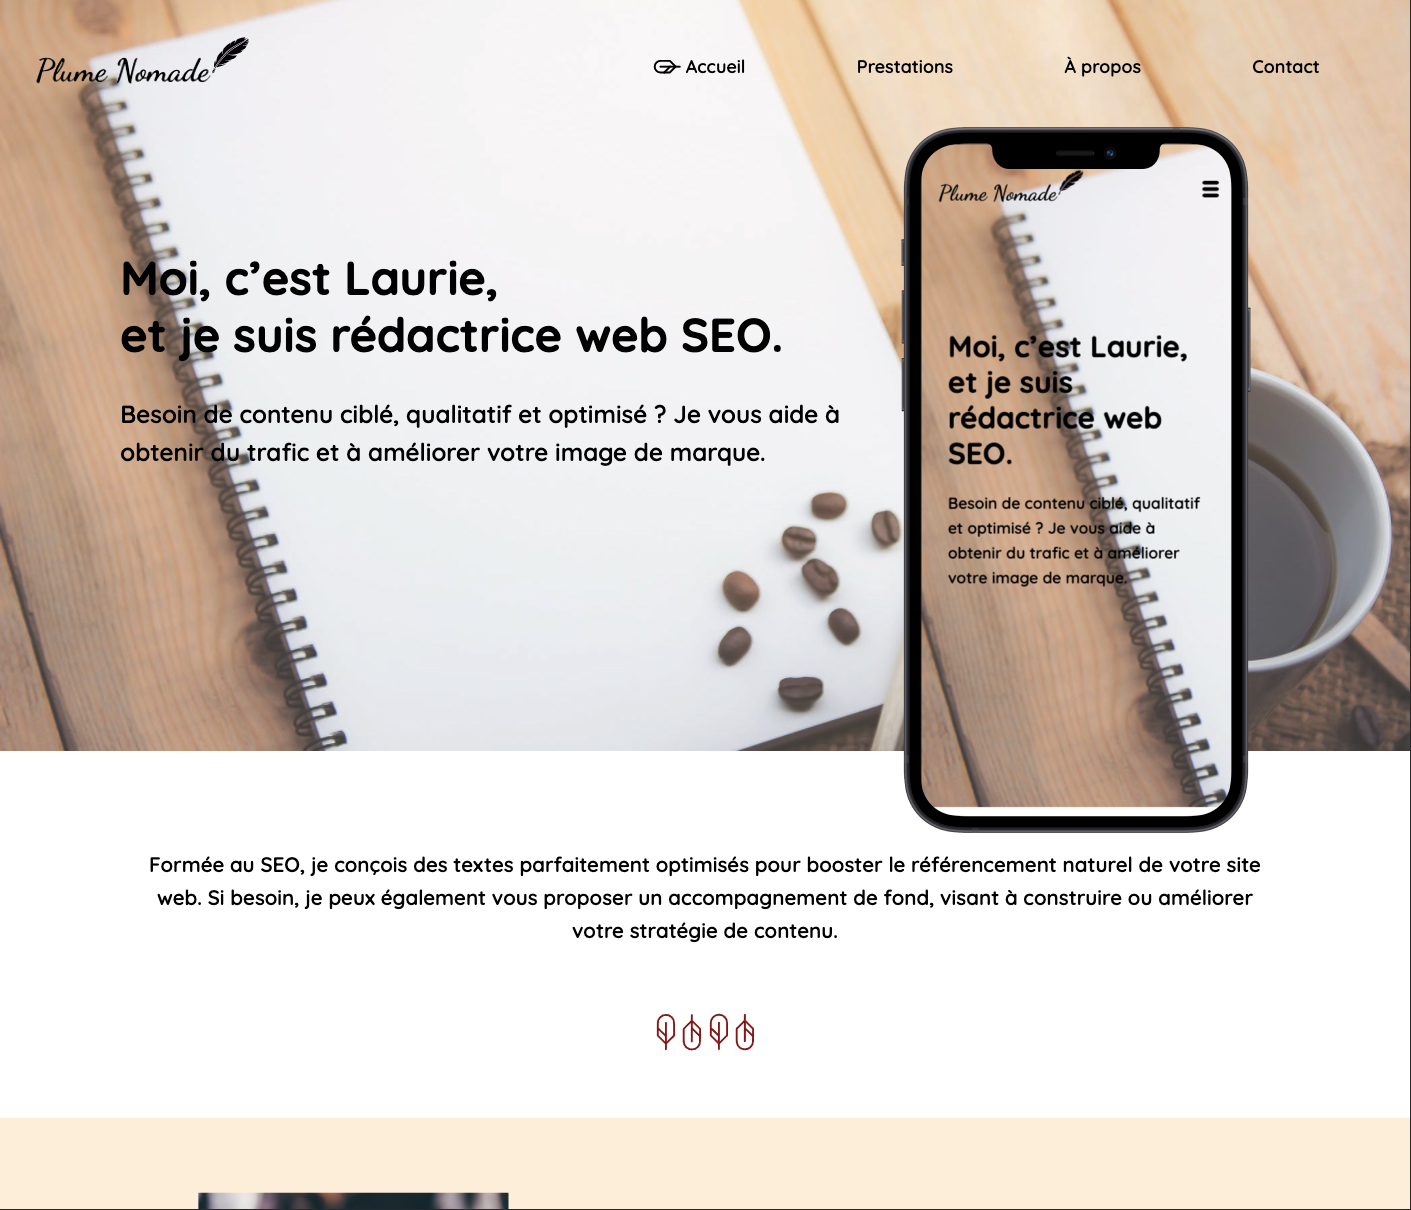 Plume Nomade
Accueil
Prestations
À propos
Contact
Moi, c’est Laurie,
et je suis rédactrice web SEO.
Besoin de contenu ciblé, qualitatif et optimisé ? Je vous aide à
obtenir du trafic et à améliorer votre image de marque.
Plume Nomade
Moi, c’est Laurie,
et je suis
rédactrice web
SEO.
Besoin de contenu ciblé, qualitatif
et optimisé ? Je vous aide à
obtenir du trafic et à améliorer
votre image de marque.
Formée au SEO, je conçois des textes parfaitement optimisés pour booster le référencement naturel de votre site
web. Si besoin, je peux également vous proposer un accompagnement de fond, visant à construire ou améliorer
votre stratégie de contenu.